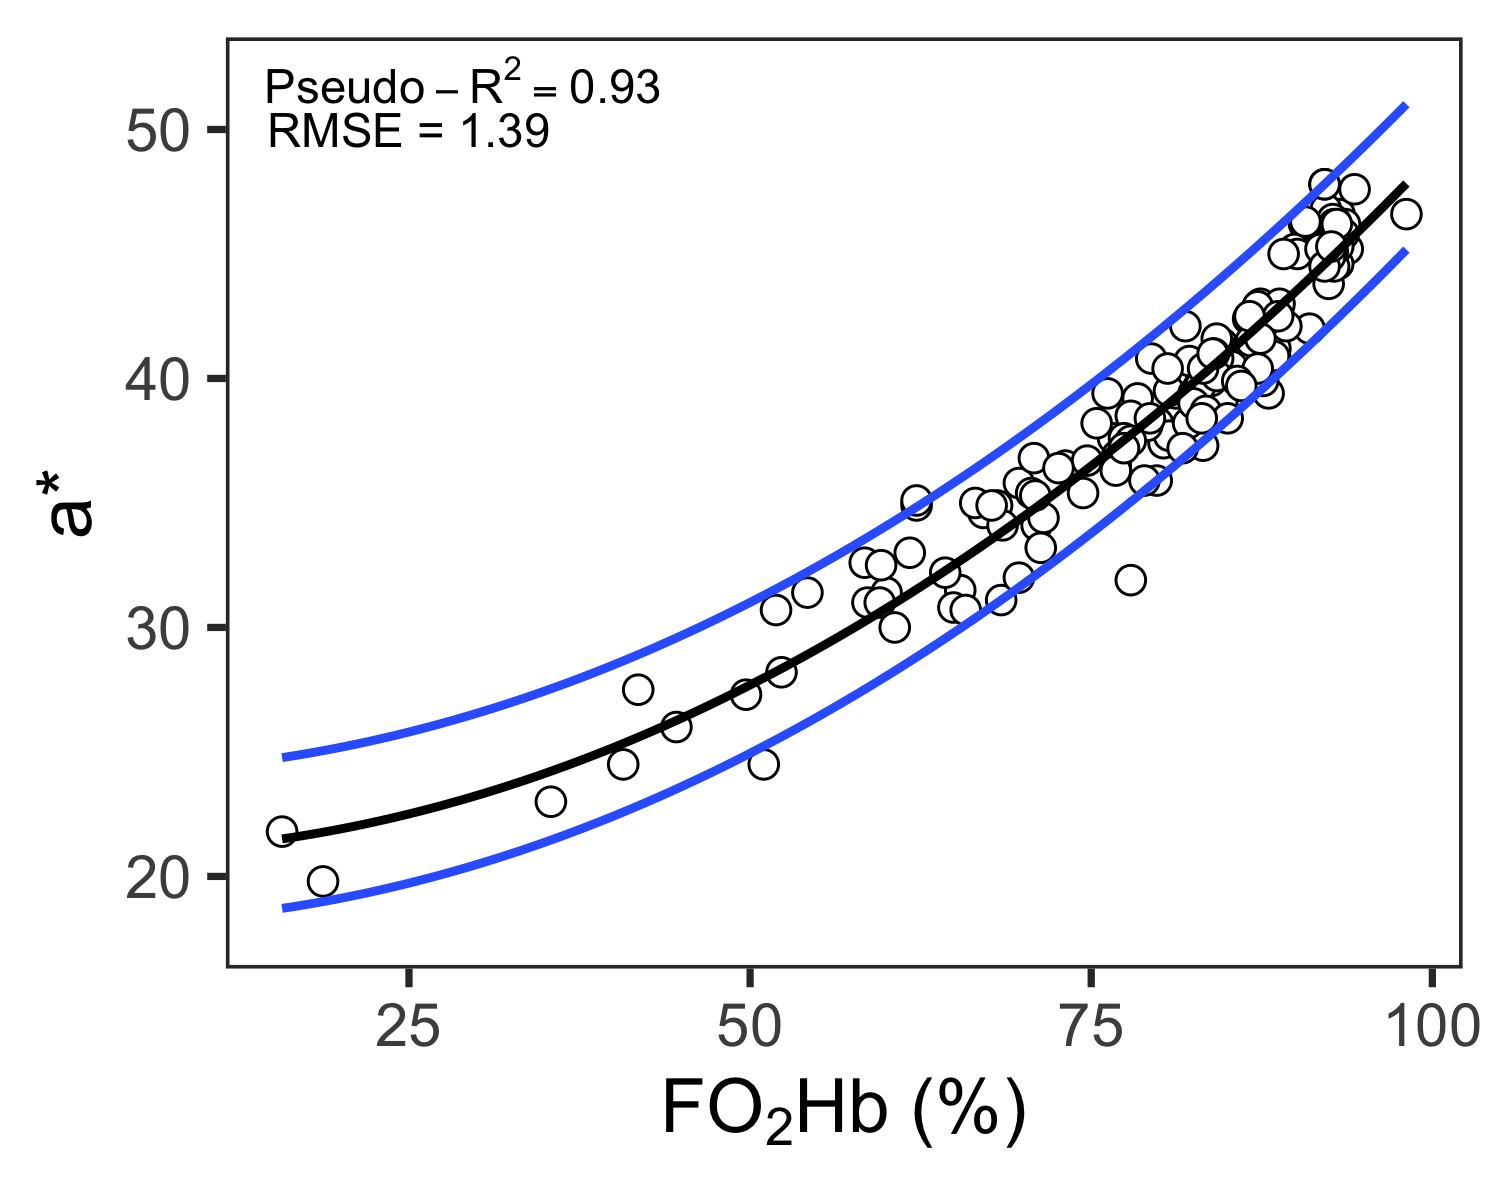 Pseudo – R² = 0.93
RMSE = 1.39
50
40
30
20
a*
25 50 75 100
FO₂Hb (%)